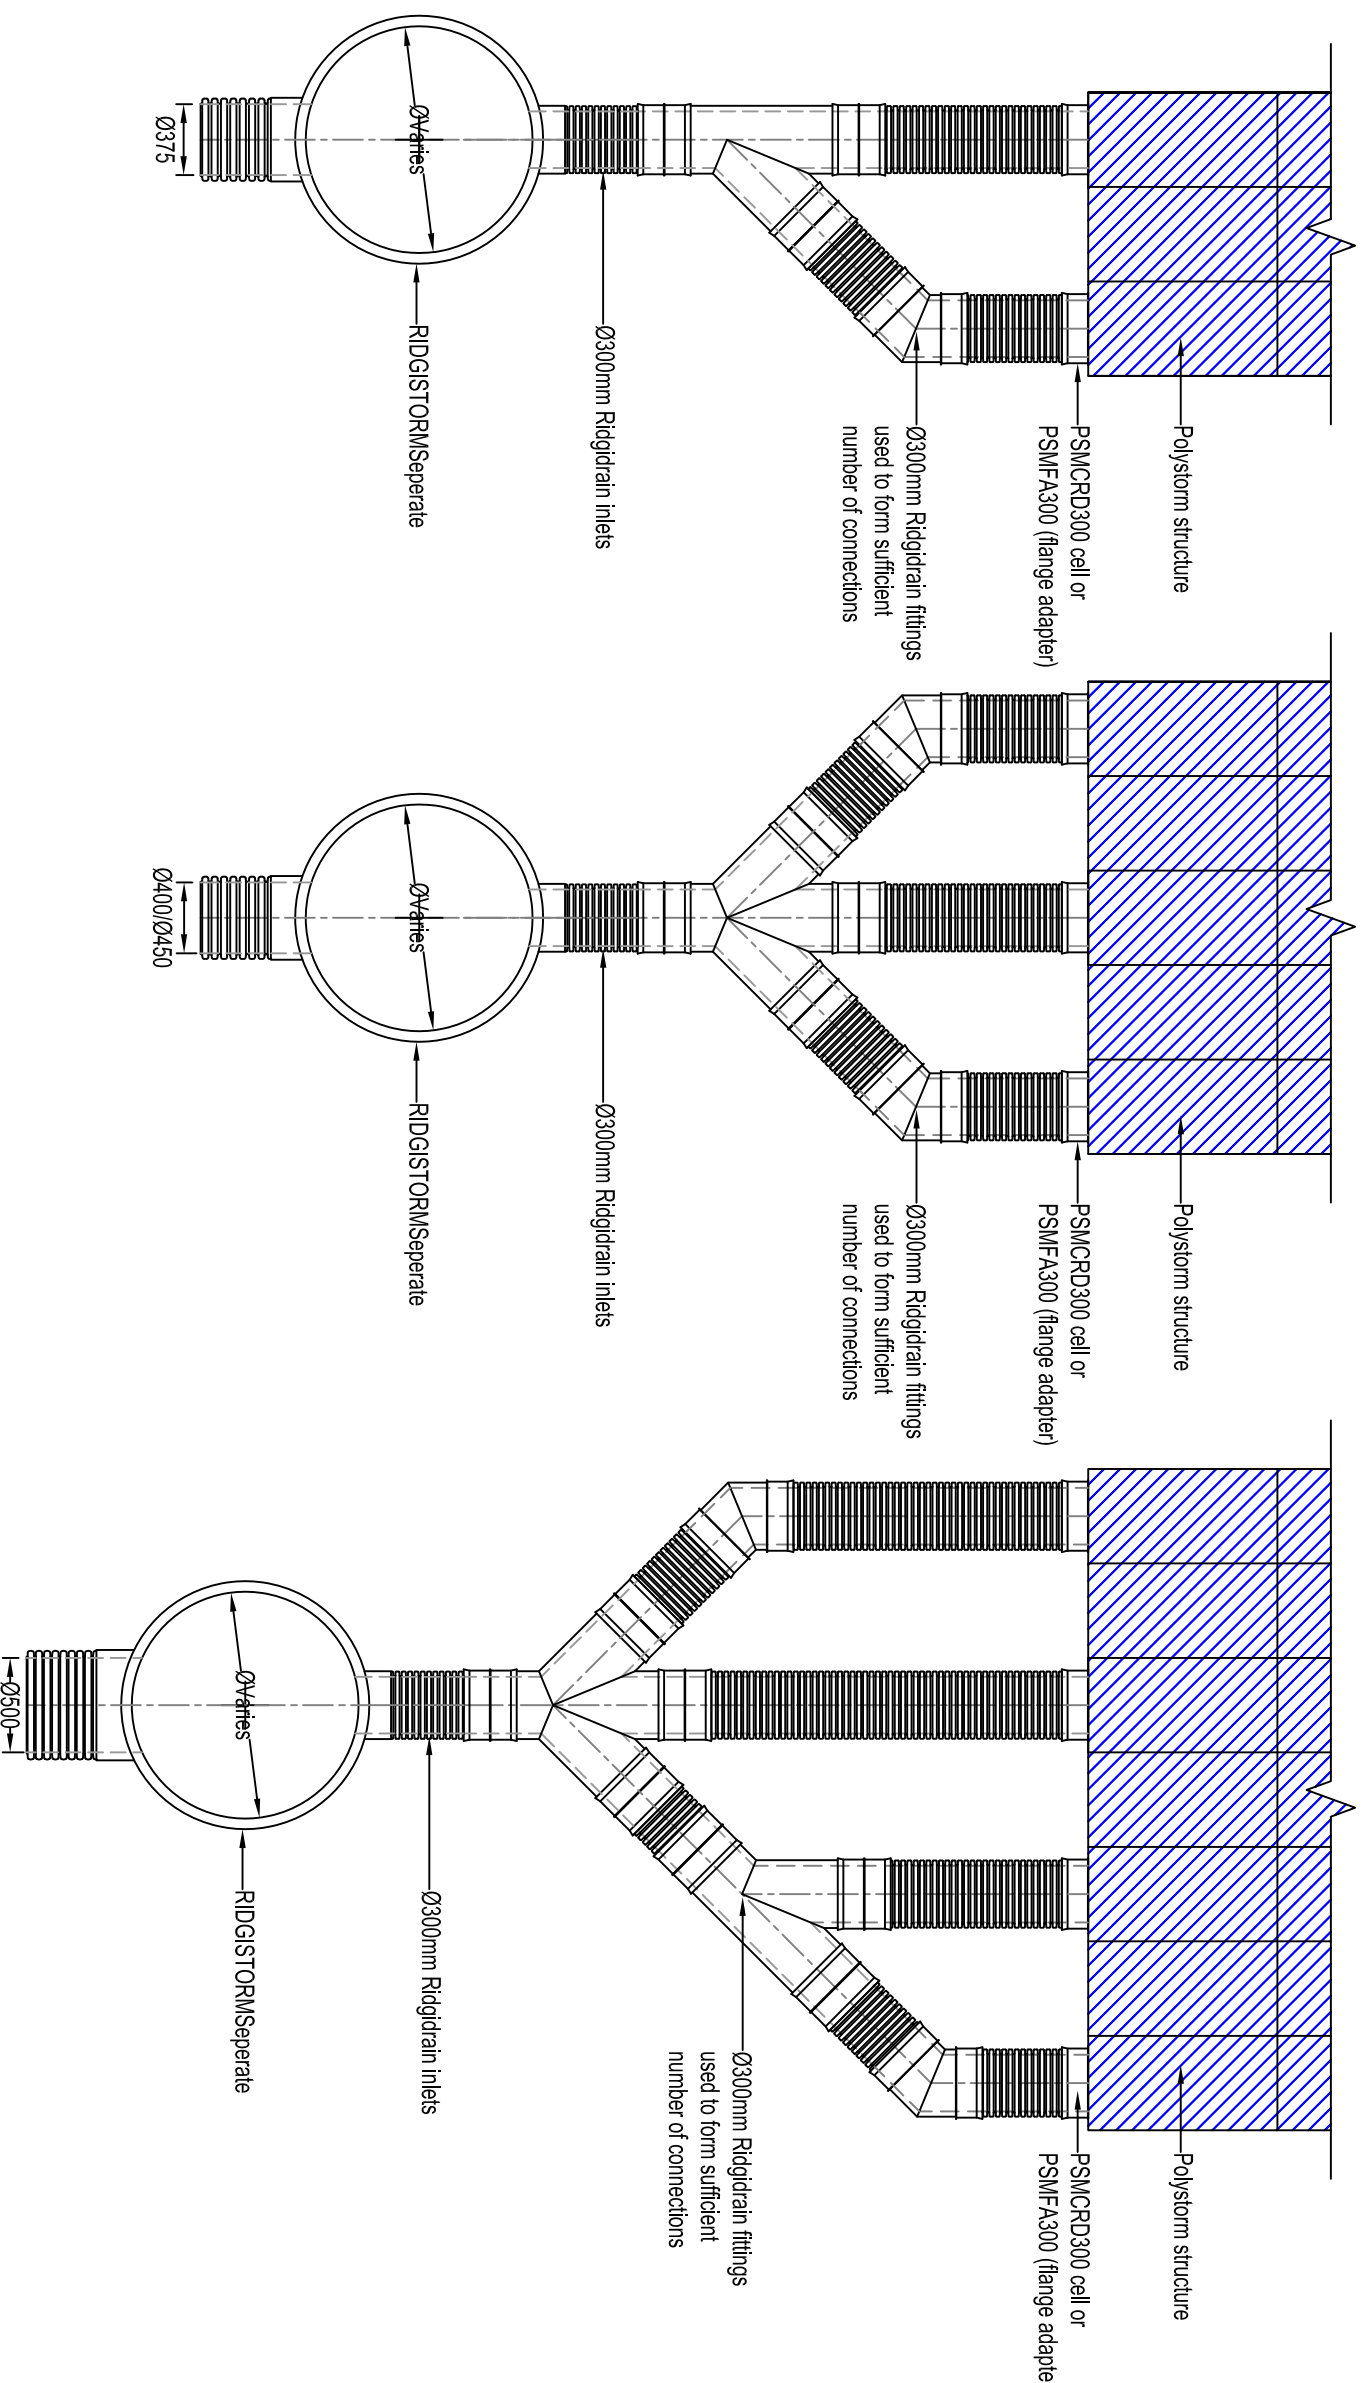 Polystorm structure
PSMCRD300 cell or
PSMFA300 (flange adapter)
Ø300mm Ridgidrain fittings
used to form sufficient
number of connections
Ø300mm Ridgidrain inlets
RIDGISTORMSeperate
ØVaries
Ø375
Polystorm structure
PSMCRD300 cell or
PSMFA300 (flange adapter)
Ø300mm Ridgidrain fittings
used to form sufficient
number of connections
Ø300mm Ridgidrain inlets
RIDGISTORMSeperate
ØVaries
Ø400/Ø450
Polystorm structure
PSMCRD300 cell or
PSMFA300 (flange adapte
Ø300mm Ridgidrain fittings
used to form sufficient
number of connections
Ø300mm Ridgidrain inlets
RIDGISTORMSeperate
ØVaries
Ø500